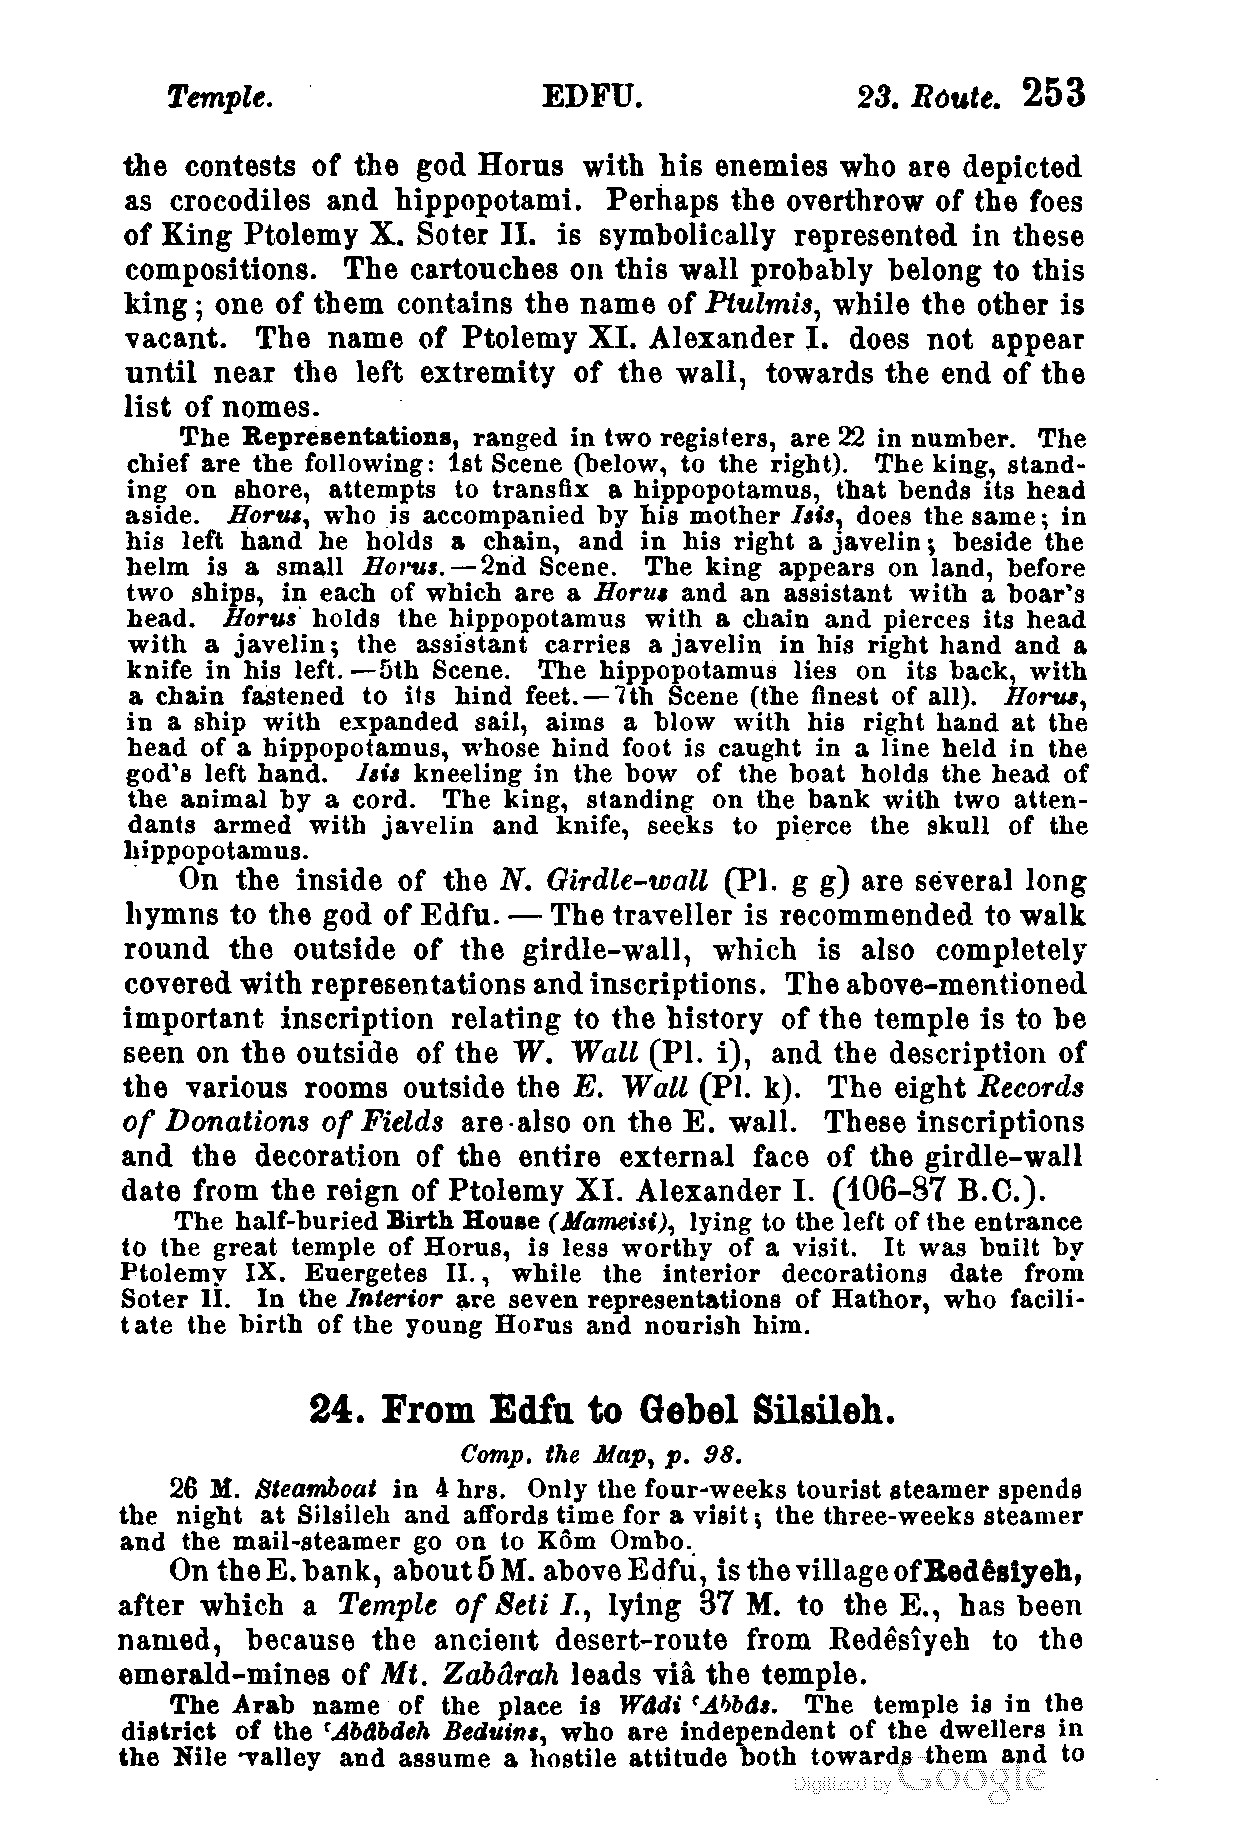 Temple. EDFU. 23. Route. 253
the contests of the god Horus with his enemies who are depicted
as crocodiles and hippopotami. Perhaps the overthrow of the foes
of King Ptolemy X. Soter II. is symbolically represented in these
compositions. The cartouches on this wall probably belong to this
king; one of them contains the name of Ptulmis, while the other is
vacant. The name of Ptolemy XI. Alexander I. does not appear
until near the left extremity of the wall, towards the end of the
list of nomes.
The Representations, ranged in two registers, are 22 in number. The
chief are the following: 1st Scene (below, to the right). The king, stand-
ing on shore, attempts to transfix a hippopotamus, that bends its head
aside. Horus, who is accompanied by his mother Isis, does the same; in
his left hand he holds a chain, and in his right a javelin; beside the
helm is a small Horus. — 2nd Scene. The king appears on land, before
two ships, in each of which are a Horus and an assistant with a boar's
head. Horus holds the hippopotamus with a chain and pierces its head
with a javelin; the assistant carries a javelin in his right hand and a
knife in his left. — 5th Scene. The hippopotamus lies on its back, with
a chain fastened to its hind feet. — 7th Scene (the finest of all). Horus,
in a ship with expanded sail, aims a blow with his right hand at the
head of a hippopotamus, whose hind foot is caught in a line held in the
god's left hand. Isis kneeling in the bow of the boat holds the head of
the animal by a cord. The king, standing on the bank with two atten-
dants armed with javelin and knife, seeks to pierce the skull of the
hippopotamus.
On the inside of the N. Girdle-wall (Pl. g g) are several long
hymns to the god of Edfu. — The traveller is recommended to walk
round the outside of the girdle-wall, which is also completely
covered with representations and inscriptions. The above-mentioned
important inscription relating to the history of the temple is to be
seen on the outside of the W. Wall (Pl. i), and the description of
the various rooms outside the E. Wall (Pl. k). The eight Records
of Donations of Fields are also on the E. wall. These inscriptions
and the decoration of the entire external face of the girdle-wall
date from the reign of Ptolemy XI. Alexander I. (106-87 B.C.).
The half-buried Birth House (Mameisi), lying to the left of the entrance
to the great temple of Horus, is less worthy of a visit. It was built by
Ptolemy IX. Euergetes II., while the interior decorations date from
Soter II. In the Interior are seven representations of Hathor, who facili-
tate the birth of the young Horus and nourish him.
24. From Edfu to Gebel Silsileh.
Comp. the Map, p. 98.
26 M. Steamboat in 4 hrs. Only the four-weeks tourist steamer spends
the night at Silsileh and affords time for a visit; the three-weeks steamer
and the mail-steamer go on to Kôm Ombo.
On the E. bank, about 5 M. above Edfu, is the village of Redêsiyeh,
after which a Temple of Seti I., lying 37 M. to the E., has been
named, because the ancient desert-route from Redêsîyeh to the
emerald-mines of Mt. Zabârah leads viâ the temple.
The Arab name of the place is Wâdi ʿAbbâs. The temple is in the
district of the ʿAbâbdeh Beduins, who are independent of the dwellers in
the Nile valley and assume a hostile attitude both towards them and to
Digitized by Google